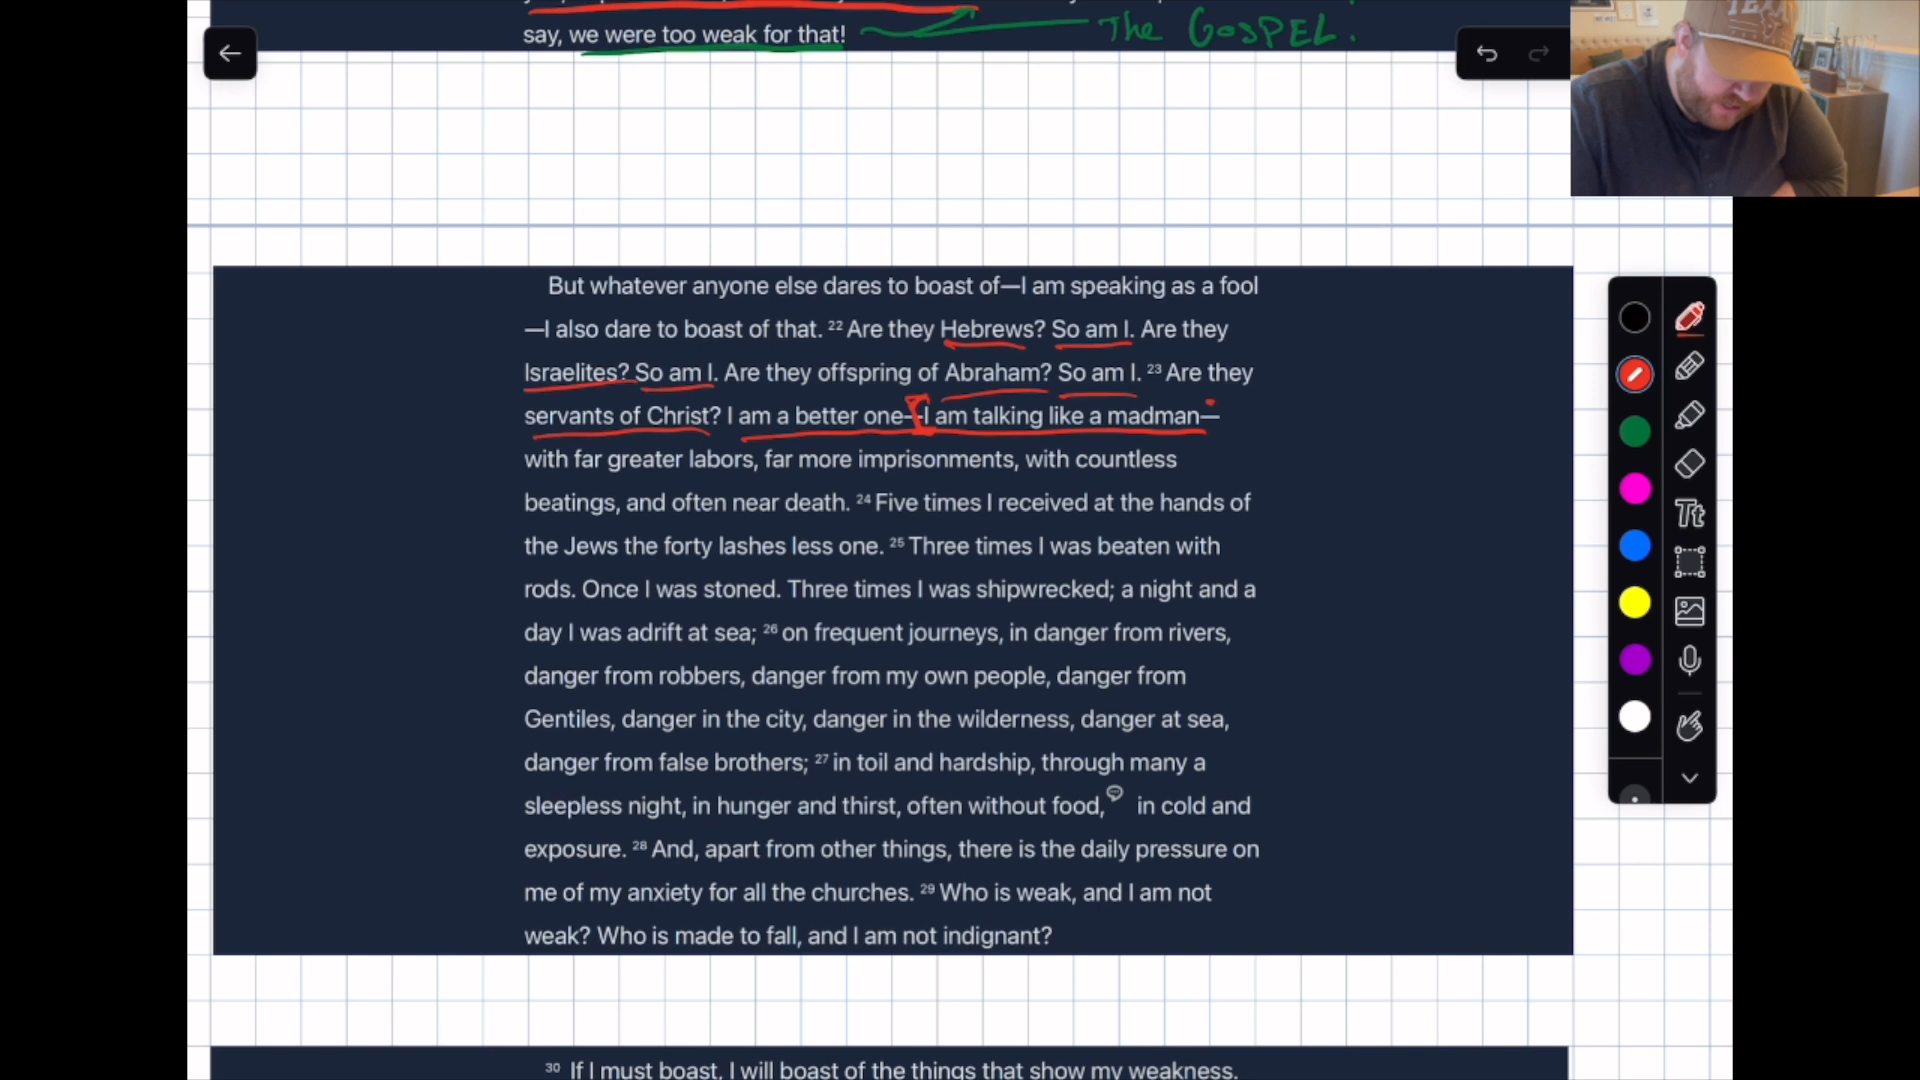 say, we were too weak for that!
The GOSPEL.
But whatever anyone else dares to boast of—I am speaking as a fool
—I also dare to boast of that. 22 Are they Hebrews? So am I. Are they
Israelites? So am I. Are they offspring of Abraham? So am I. 23 Are they
servants of Christ? I am a better one—I am talking like a madman—
with far greater labors, far more imprisonments, with countless
beatings, and often near death. 24 Five times I received at the hands of
the Jews the forty lashes less one. 25 Three times I was beaten with
rods. Once I was stoned. Three times I was shipwrecked; a night and a
day I was adrift at sea; 26 on frequent journeys, in danger from rivers,
danger from robbers, danger from my own people, danger from
Gentiles, danger in the city, danger in the wilderness, danger at sea,
danger from false brothers; 27 in toil and hardship, through many a
sleepless night, in hunger and thirst, often without food, in cold and
exposure. 28 And, apart from other things, there is the daily pressure on
me of my anxiety for all the churches. 29 Who is weak, and I am not
weak? Who is made to fall, and I am not indignant?
30 If I must boast, I will boast of the things that show my weakness.
Tt